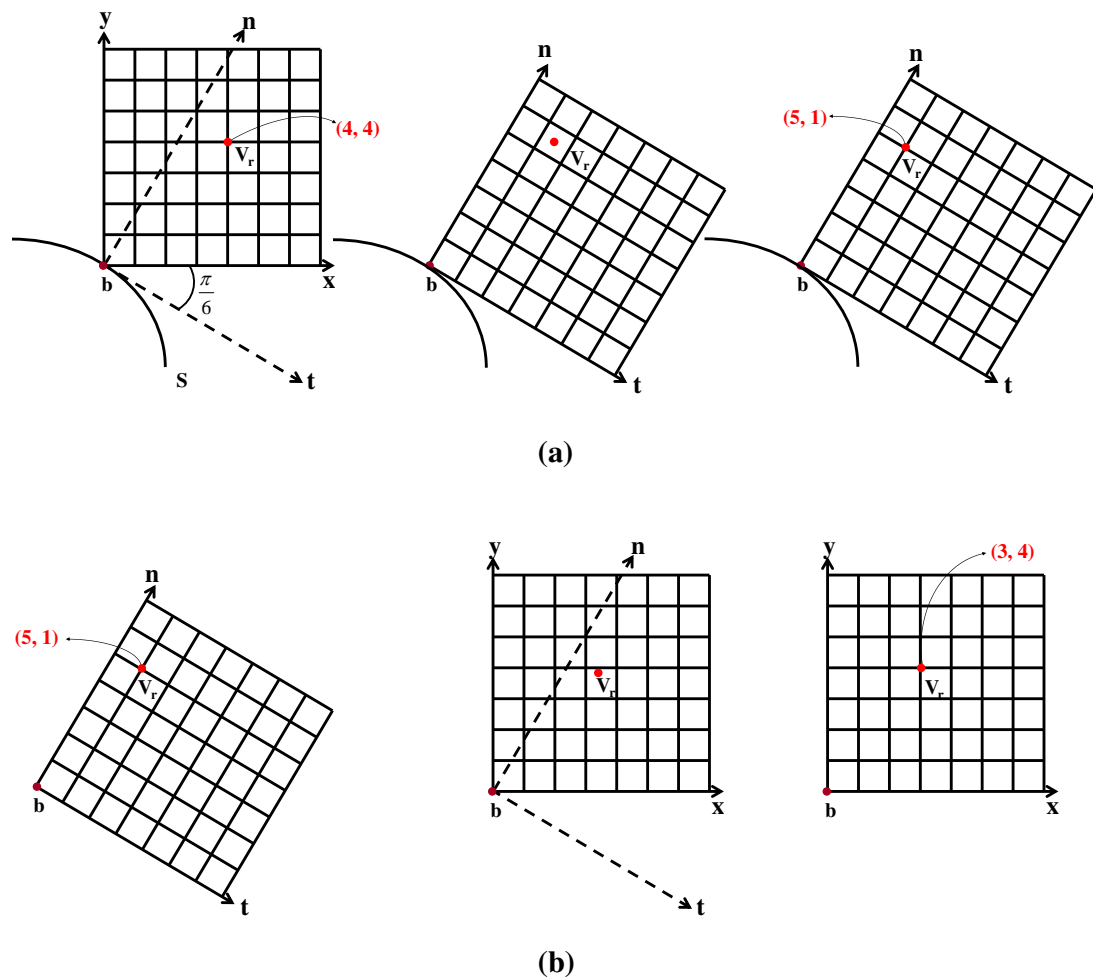 y
n
(4, 4)
V_r
b
x
π/6
t
S
n
V_r
b
t
n
(5, 1)
V_r
b
t
(a)
n
(5, 1)
V_r
b
t
y
n
V_r
b
x
t
y
(3, 4)
V_r
b
x
(b)